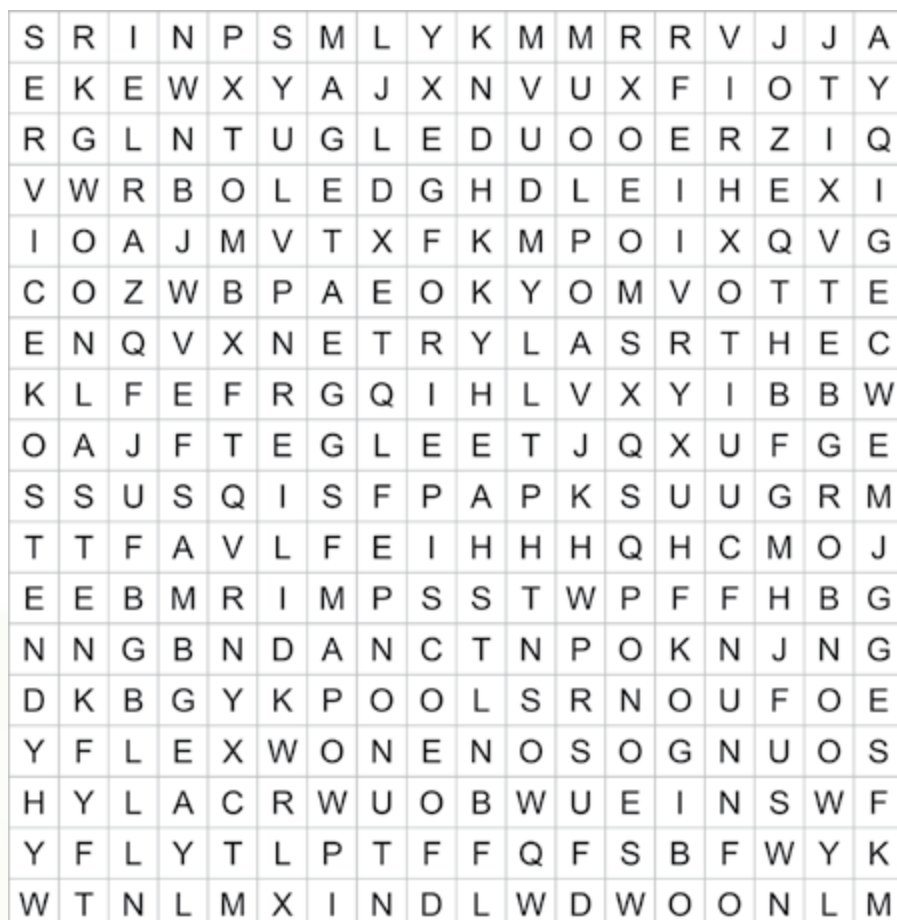 S R I N P S M L Y K M M R R V J J A
E K E W X Y A J X N V U X F I O T Y
R G L N T U G L E D U O O E R Z I Q
V W R B O L E D G H D L E I H E X I
I O A J M V T X F K M P O I X Q V G
C O Z W B P A E O K Y O M V O T T E
E N Q V X N E T R Y L A S R T H E C
K L F E F R G Q I H L V X Y I B B W
O A J F T E G L E E T J Q X U F G E
S S U S Q I S F P A P K S U U G R M
T T F A V L F E I H H H Q H C M O J
E E B M R I M P S S T W P F F H B G
N N G B N D A N C T N P O K N J N G
D K B G Y K P O O L S R N O U F O E
Y F L E X W O N E N O S O G N U O S
H Y L A C R W U O B W U E I N S W F
Y F L Y T L P T F F Q F S B F W Y K
W T N L M X I N D L W D W O O N L M